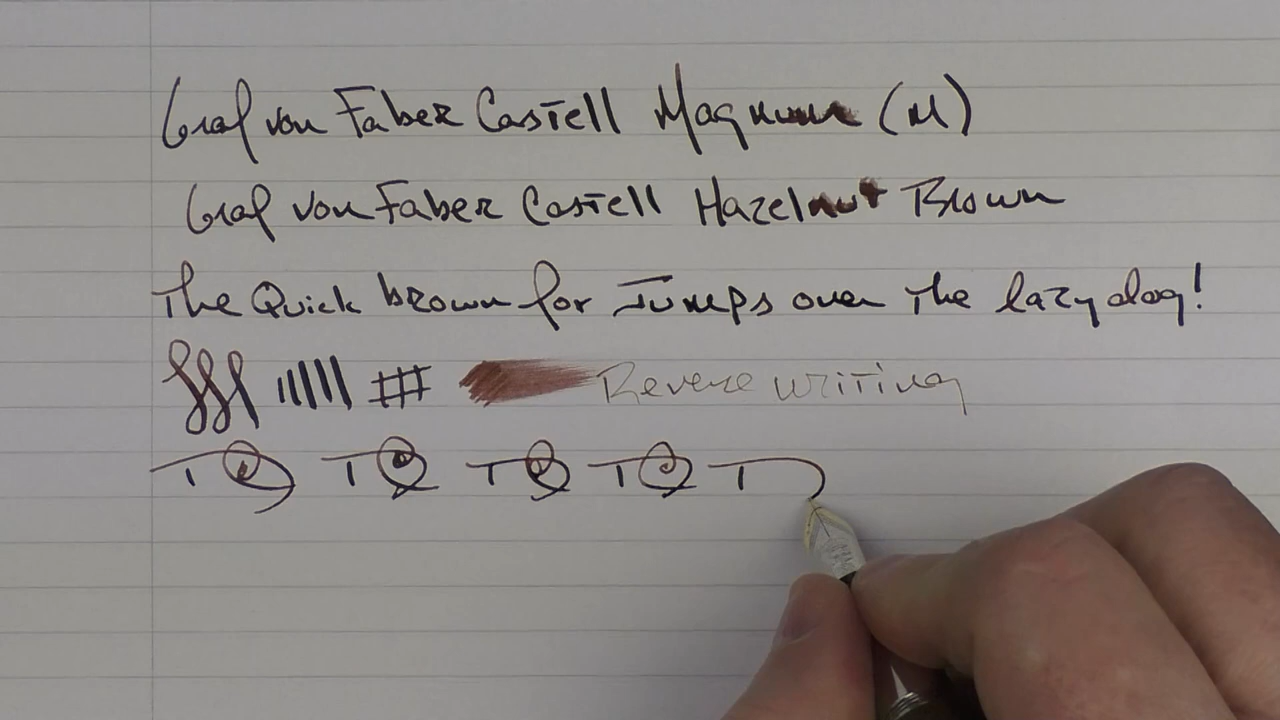 Graf von Faber Castell Magnum (M)
Graf von Faber Castell Hazelnut Brown
The Quick brown for Jumps over The lazy dog!
Reverse writing